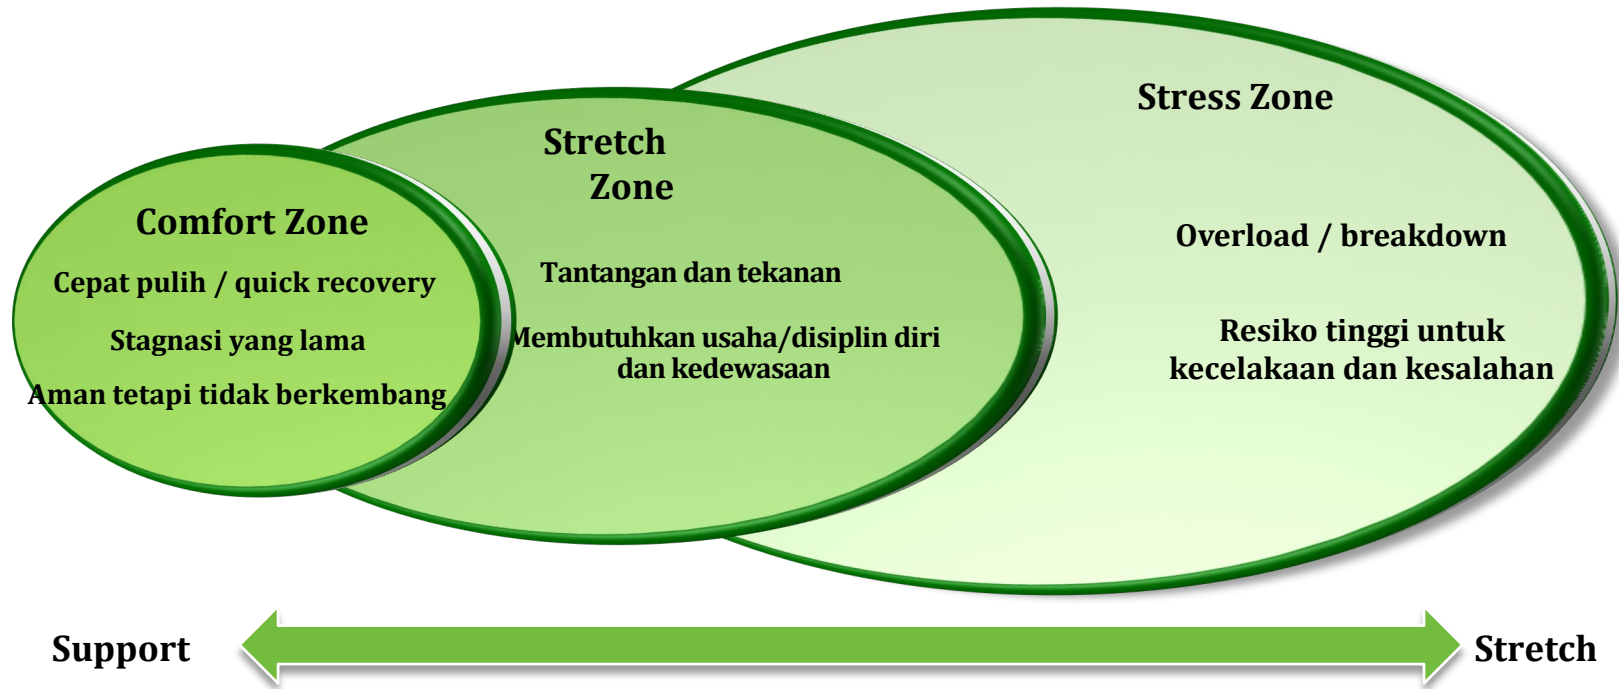 Comfort Zone
Cepat pulih / quick recovery
Stagnasi yang lama
Aman tetapi tidak berkembang
Stretch
Zone
Tantangan dan tekanan
Membutuhkan usaha/disiplin diri
dan kedewasaan
Stress Zone
Overload / breakdown
Resiko tinggi untuk
kecelakaan dan kesalahan
Support
Stretch